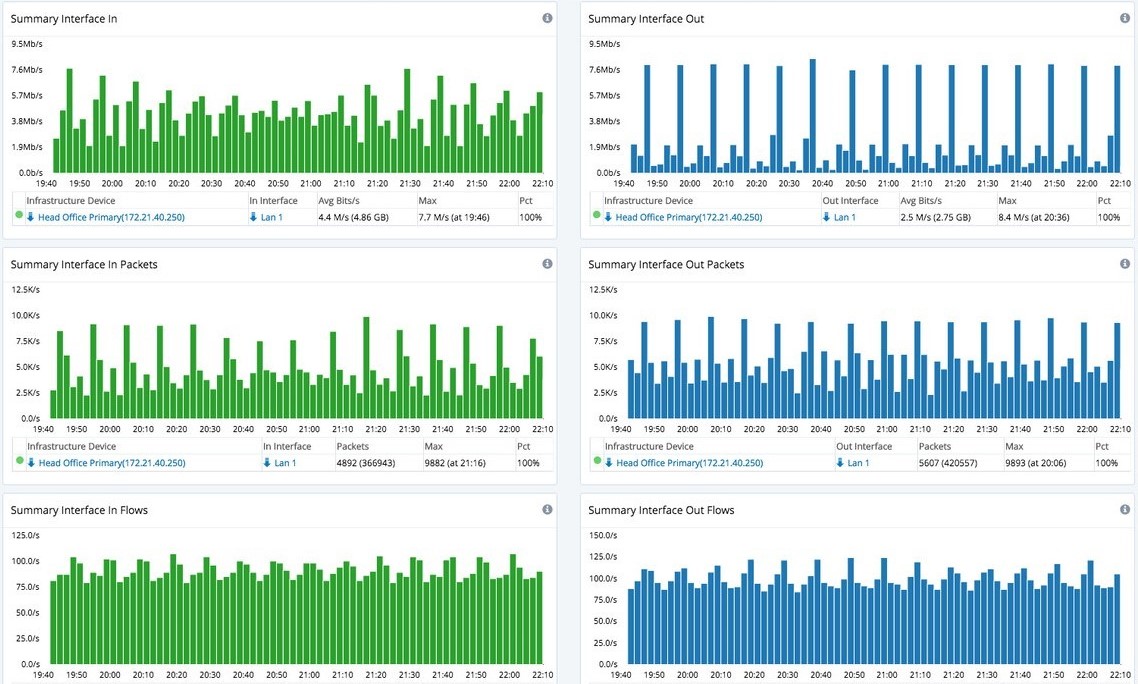 Summary Interface In
9.5Mb/s
7.6Mb/s
5.7Mb/s
3.8Mb/s
1.9Mb/s
0.0b/s
19:40 19:50 20:00 20:10 20:20 20:30 20:40 20:50 21:00 21:10 21:20 21:30 21:40 21:50 22:00 22:10
Infrastructure Device In Interface Avg Bits/s Max Pct
Head Office Primary(172.21.40.250) Lan 1 4.4 M/s (4.86 GB) 7.7 M/s (at 19:46) 100%
Summary Interface Out
9.5Mb/s
7.6Mb/s
5.7Mb/s
3.8Mb/s
1.9Mb/s
0.0b/s
19:40 19:50 20:00 20:10 20:20 20:30 20:40 20:50 21:00 21:10 21:20 21:30 21:40 21:50 22:00 22:10
Infrastructure Device Out Interface Avg Bits/s Max Pct
Head Office Primary(172.21.40.250) Lan 1 2.5 M/s (2.75 GB) 8.4 M/s (at 20:36) 100%
Summary Interface In Packets
12.5K/s
10.0K/s
7.5K/s
5.0K/s
2.5K/s
0.0/s
19:40 19:50 20:00 20:10 20:20 20:30 20:40 20:50 21:00 21:10 21:20 21:30 21:40 21:50 22:00 22:10
Infrastructure Device In Interface Packets Max Pct
Head Office Primary(172.21.40.250) Lan 1 4892 (366943) 9882 (at 21:16) 100%
Summary Interface Out Packets
12.5K/s
10.0K/s
7.5K/s
5.0K/s
2.5K/s
0.0/s
19:40 19:50 20:00 20:10 20:20 20:30 20:40 20:50 21:00 21:10 21:20 21:30 21:40 21:50 22:00 22:10
Infrastructure Device Out Interface Packets Max Pct
Head Office Primary(172.21.40.250) Lan 1 5607 (420557) 9893 (at 20:06) 100%
Summary Interface In Flows
125.0/s
100.0/s
75.0/s
50.0/s
25.0/s
0.0/s
19:40 19:50 20:00 20:10 20:20 20:30 20:40 20:50 21:00 21:10 21:20 21:30 21:40 21:50 22:00 22:10
Summary Interface Out Flows
150.0/s
125.0/s
100.0/s
75.0/s
50.0/s
25.0/s
0.0/s
19:40 19:50 20:00 20:10 20:20 20:30 20:40 20:50 21:00 21:10 21:20 21:30 21:40 21:50 22:00 22:10